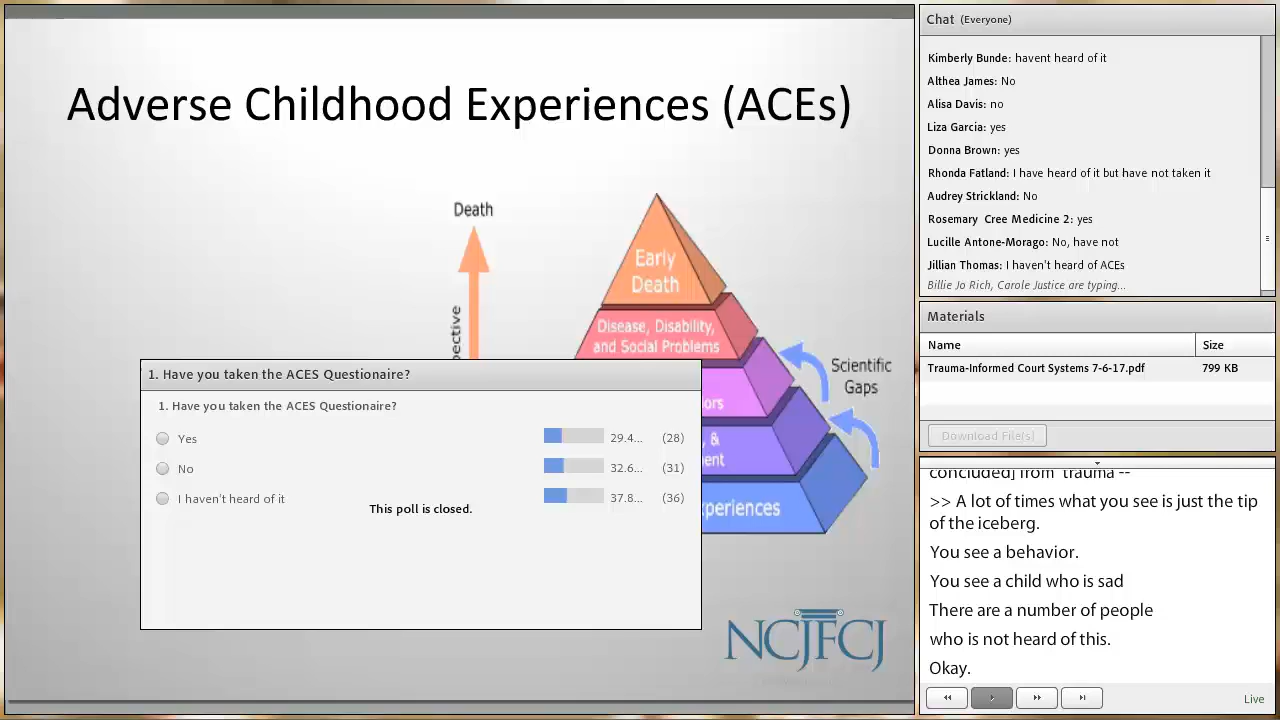 Adverse Childhood Experiences (ACEs)
Death
Early
Death
Disease, Disability,
and Social Problems
Scientific
Gaps
1. Have you taken the ACES Questionaire?
1. Have you taken the ACES Questionaire?
Yes
29.4... (28)
No
32.6... (31)
I haven't heard of it
37.8... (36)
This poll is closed.
NCJFCJ
Chat (Everyone)
Kimberly Bunde: havent heard of it
Althea James: No
Alisa Davis: no
Liza Garcia: yes
Donna Brown: yes
Rhonda Fatland: I have heard of it but have not taken it
Audrey Strickland: No
Rosemary Cree Medicine 2: yes
Lucille Antone-Morago: No, have not
Jillian Thomas: I haven't heard of ACEs
Billie Jo Rich, Carole Justice are typing...
Materials
Name Size
Trauma-Informed Court Systems 7-6-17.pdf 799 KB
Download File(s)
concluded] from trauma --
>> A lot of times what you see is just the tip
of the iceberg.
You see a behavior.
You see a child who is sad
There are a number of people
who is not heard of this.
Okay.
Live